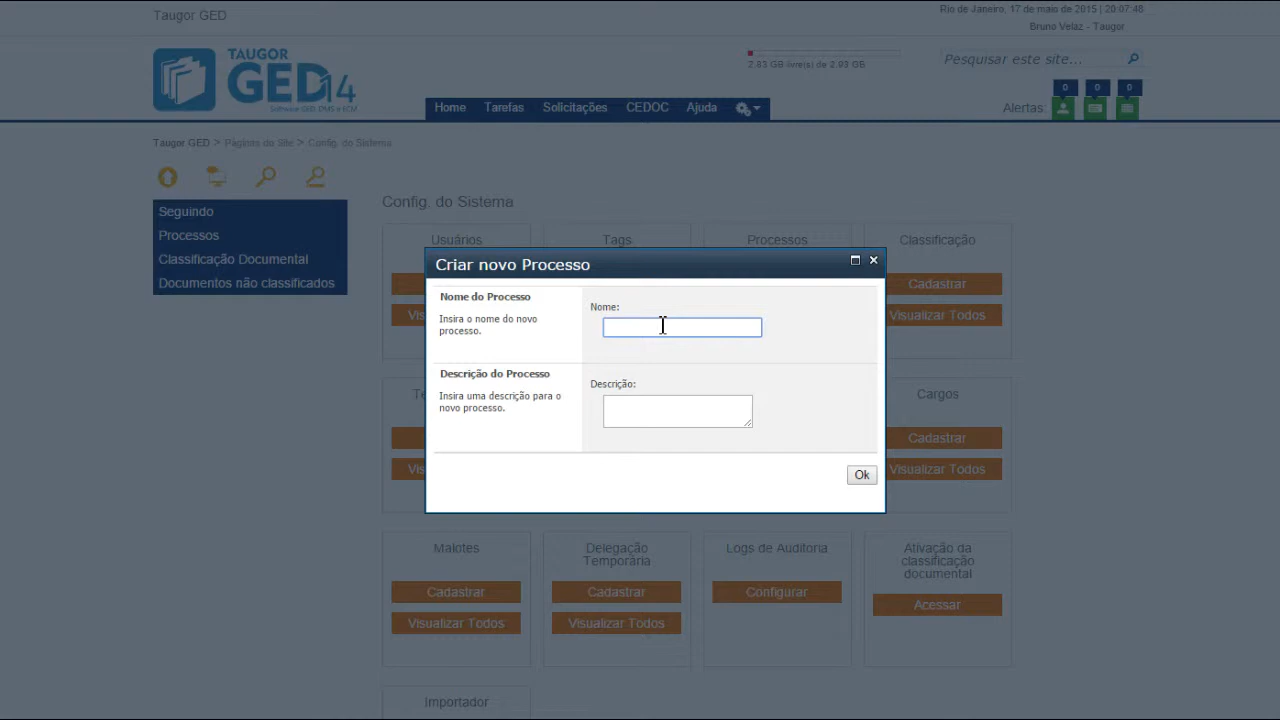 Taugor GED
Rio de Janeiro, 17 de maio de 2015 | 20:07:48
Bruno Velaz - Taugor
TAUGOR
GED14
Software GED, DMS e ECM
2.83 GB livre(s) de 2.93 GB
Pesquisar este site...
Home Tarefas Solicitações CEDOC Ajuda
Alertas: 0 0 0
Taugor GED > Páginas do Site > Config. do Sistema
Seguindo
Processos
Classificação Documental
Documentos não classificados
Config. do Sistema
Usuários Tags Processos Classificação
Cadastrar
Visualizar Todos
Criar novo Processo
Nome do Processo
Insira o nome do novo
processo.
Nome:
Descrição do Processo
Insira uma descrição para o
novo processo.
Descrição:
Ok
Cargos
Cadastrar
Visualizar Todos
Malotes
Cadastrar
Visualizar Todos
Delegação
Temporária
Cadastrar
Visualizar Todos
Logs de Auditoria
Configurar
Ativação da
classificação
documental
Acessar
Importador